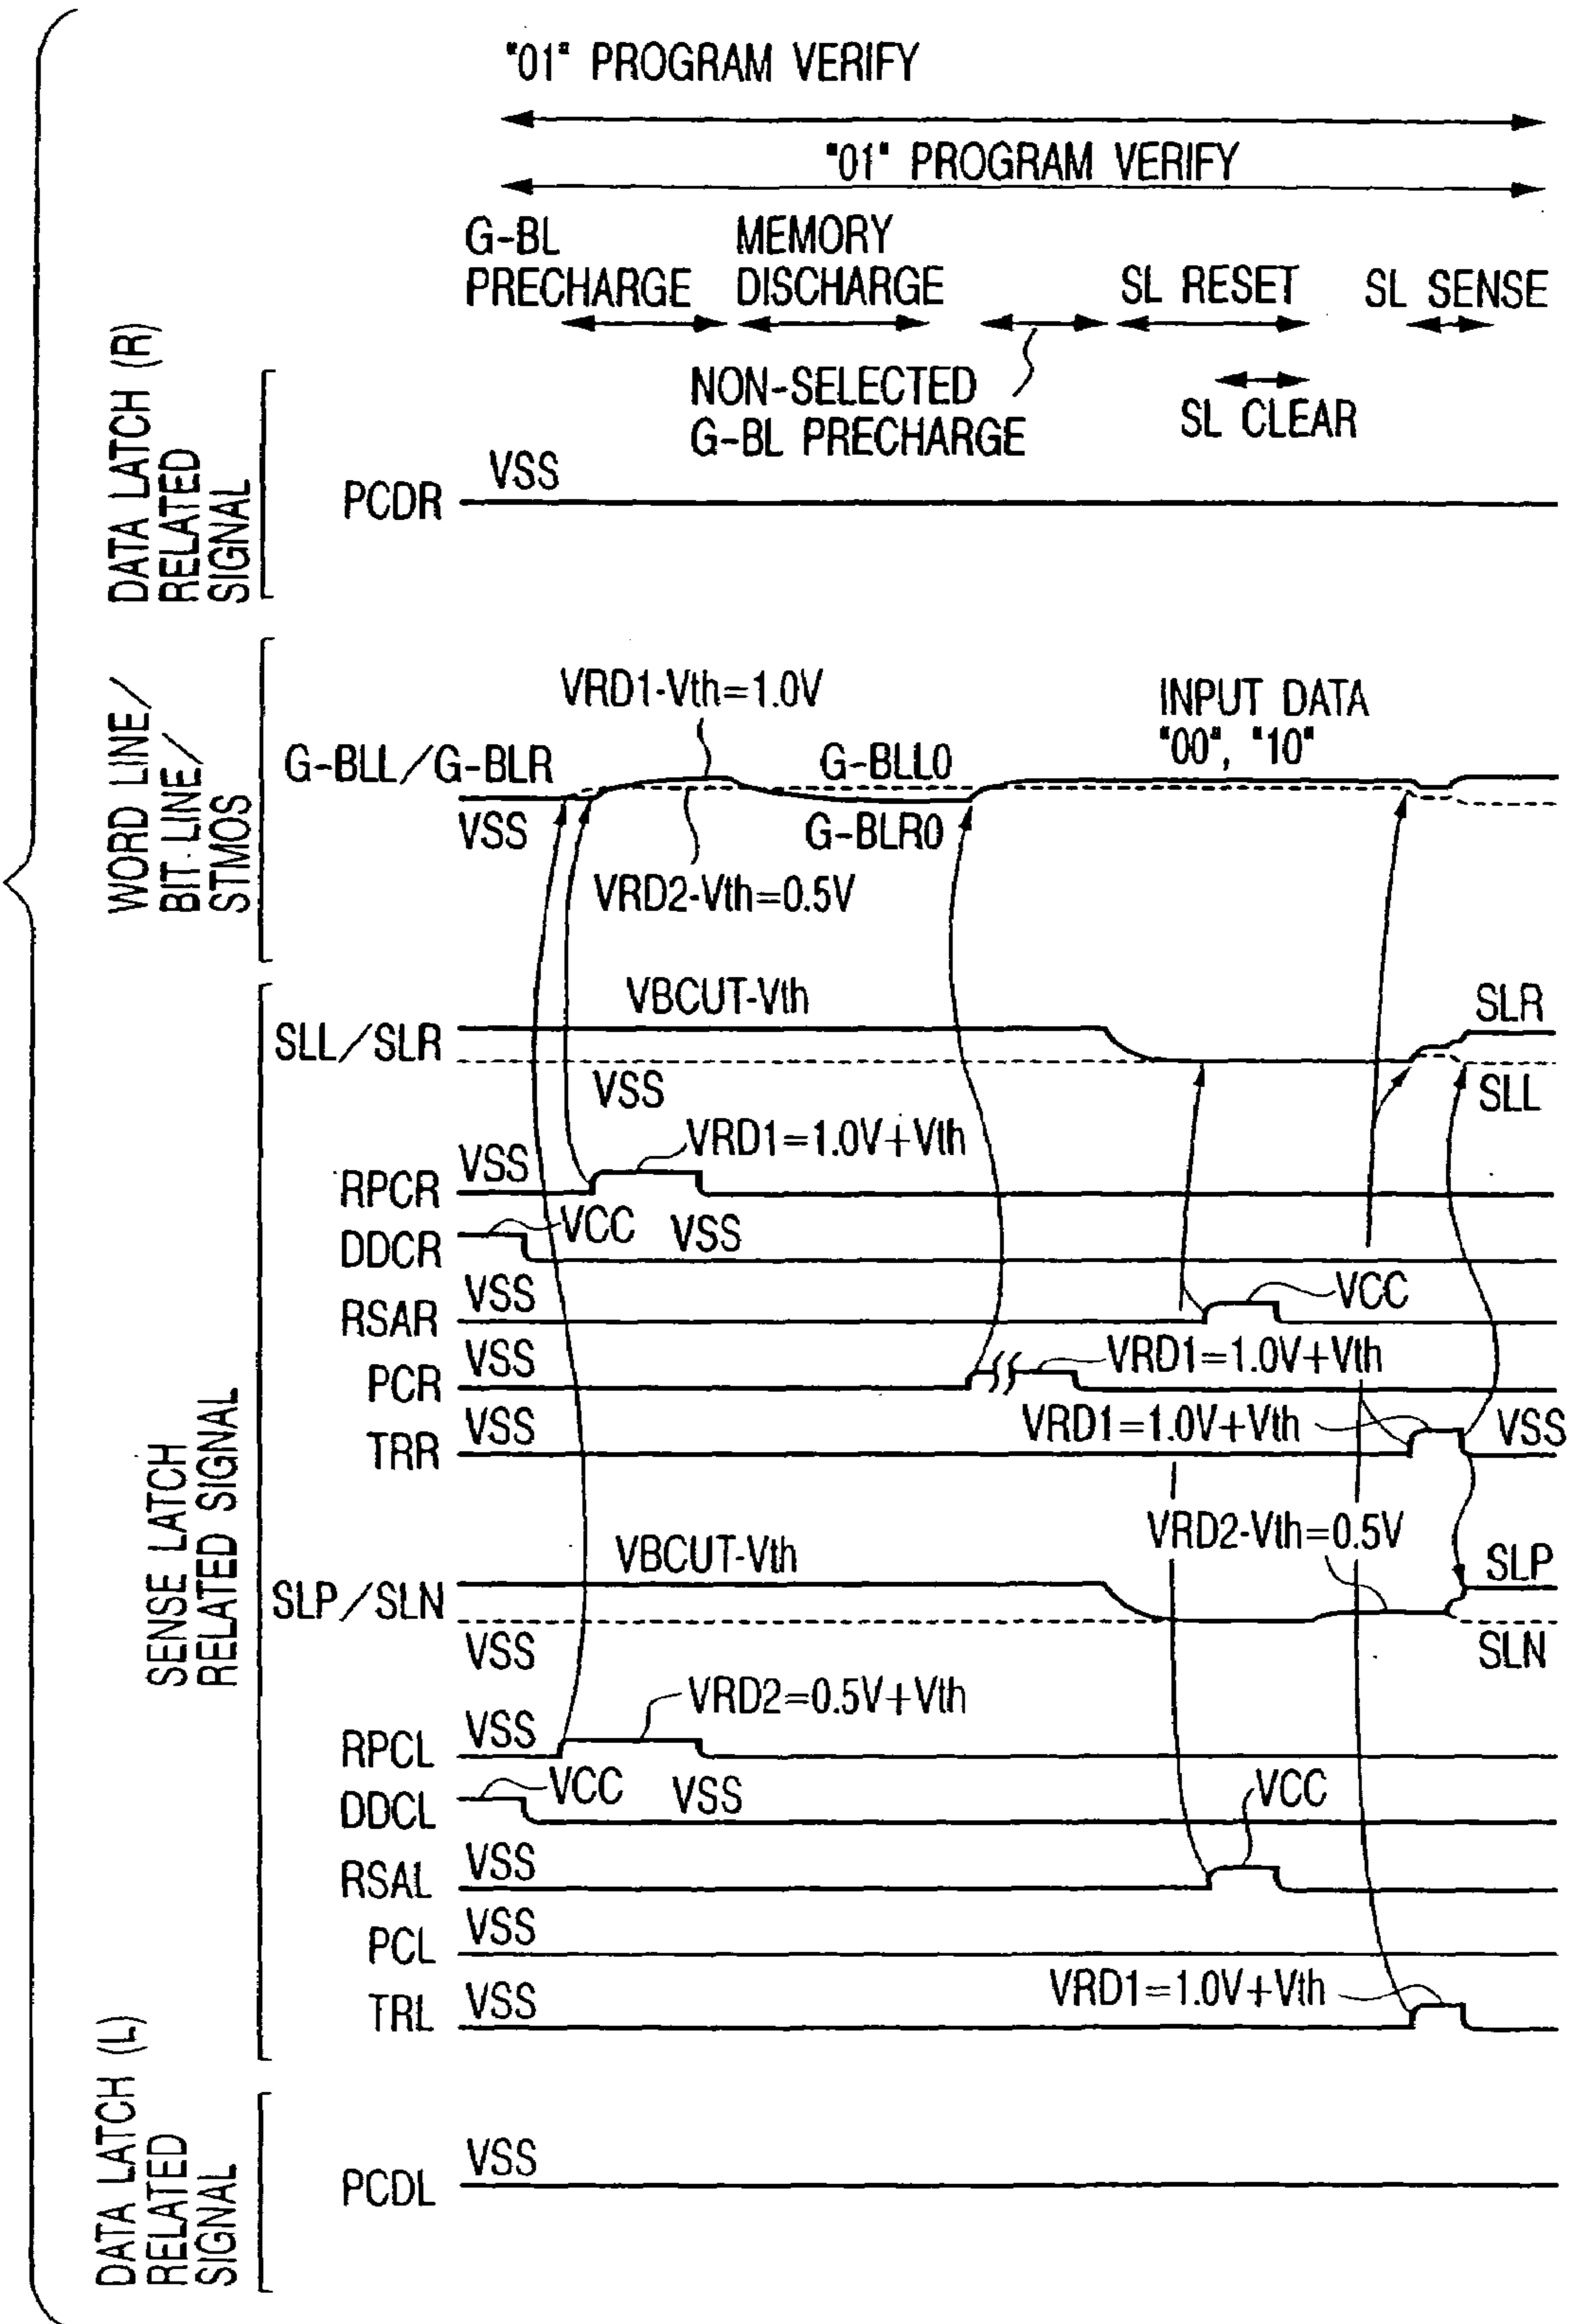 "01" PROGRAM VERIFY
"01" PROGRAM VERIFY
G-BL
PRECHARGE
MEMORY
DISCHARGE
SL RESET
SL SENSE
NON-SELECTED
G-BL PRECHARGE
SL CLEAR
DATA LATCH (R)
RELATED
SIGNAL
PCDR
VSS
WORD LINE/
BIT LINE/
STMOS
VRD1-Vth=1.0V
INPUT DATA
"00", "10"
G-BLL/G-BLR
G-BLL0
VSS
G-BLR0
VRD2-Vth=0.5V
SENSE LATCH
RELATED SIGNAL
VBCUT-Vth
SLR
SLL/SLR
VSS
SLL
VRD1=1.0V+Vth
RPCR
VSS
DDCR
VCC
VSS
RSAR
VSS
VCC
PCR
VSS
VRD1=1.0V+Vth
TRR
VSS
VRD1=1.0V+Vth
VSS
VRD2-Vth=0.5V
VBCUT-Vth
SLP
SLP/SLN
VSS
SLN
VRD2=0.5V+Vth
RPCL
VSS
DDCL
VCC
VSS
VCC
RSAL
VSS
PCL
VSS
VRD1=1.0V+Vth
TRL
VSS
DATA LATCH (L)
RELATED
SIGNAL
PCDL
VSS